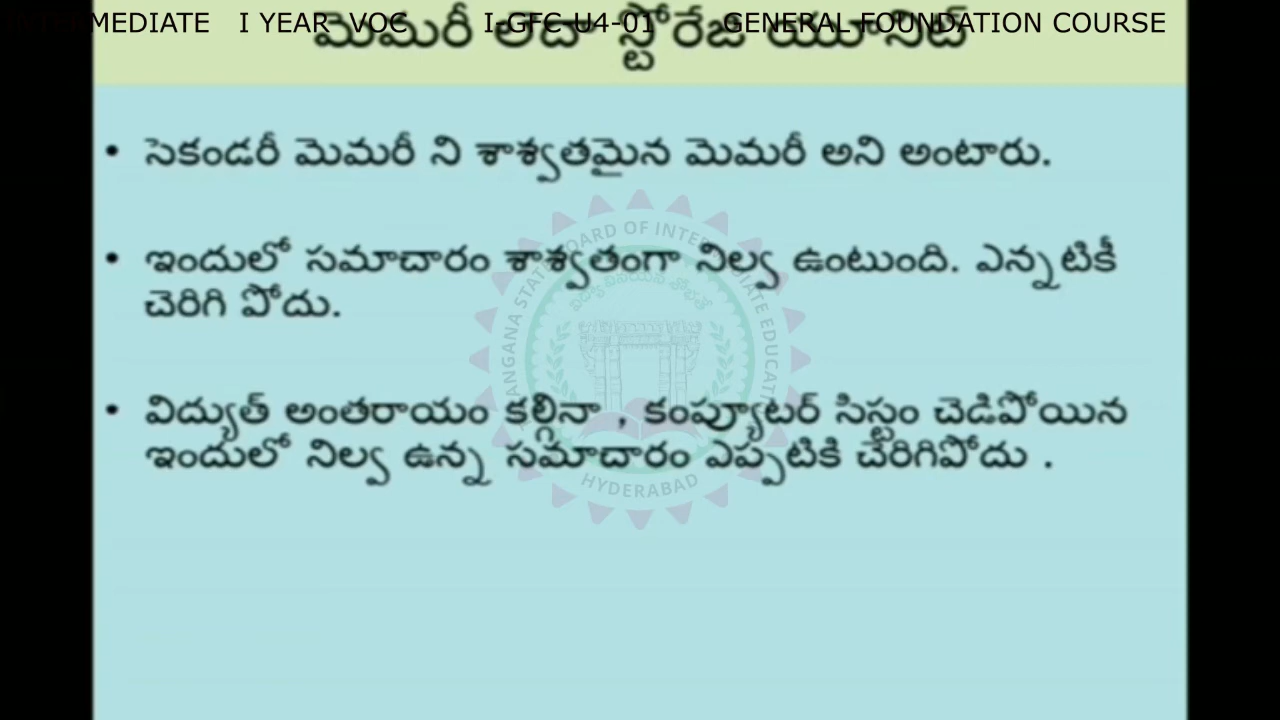 INTERMEDIATE I YEAR VOC I-GFC-U4-01 GENERAL FOUNDATION COURSE
మెమరీ లేదా స్టోరేజ్ యూనిట్
• సెకండరీ మెమరీ ని శాశ్వతమైన మెమరీ అని అంటారు.
• ఇందులో సమాచారం శాశ్వతంగా నిల్వ ఉంటుంది. ఎన్నటికీ
చెరిగి పోదు.
• విద్యుత్ అంతరాయం కల్గినా , కంప్యూటర్ సిస్టం చెడిపోయిన
ఇందులో నిల్వ ఉన్న సమాచారం ఎప్పటికి చెరిగిపోదు .
HYDERABAD